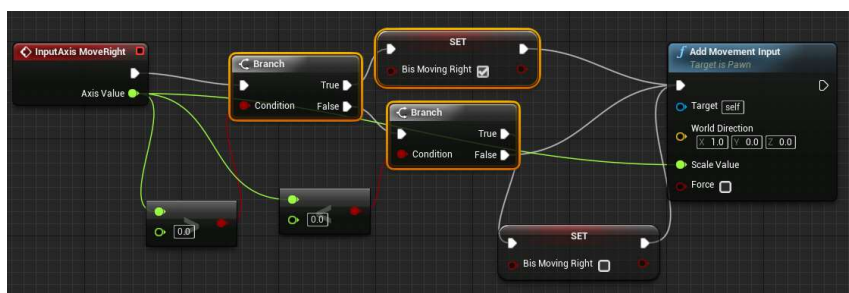 InputAxis MoveRight
Axis Value
Branch
True
Condition
False
SET
Bis Moving Right
Branch
True
Condition
False
>
0.0
<
0.0
SET
Bis Moving Right
f Add Movement Input
Target is Pawn
Target self
World Direction
X 1.0 Y 0.0 Z 0.0
Scale Value
Force